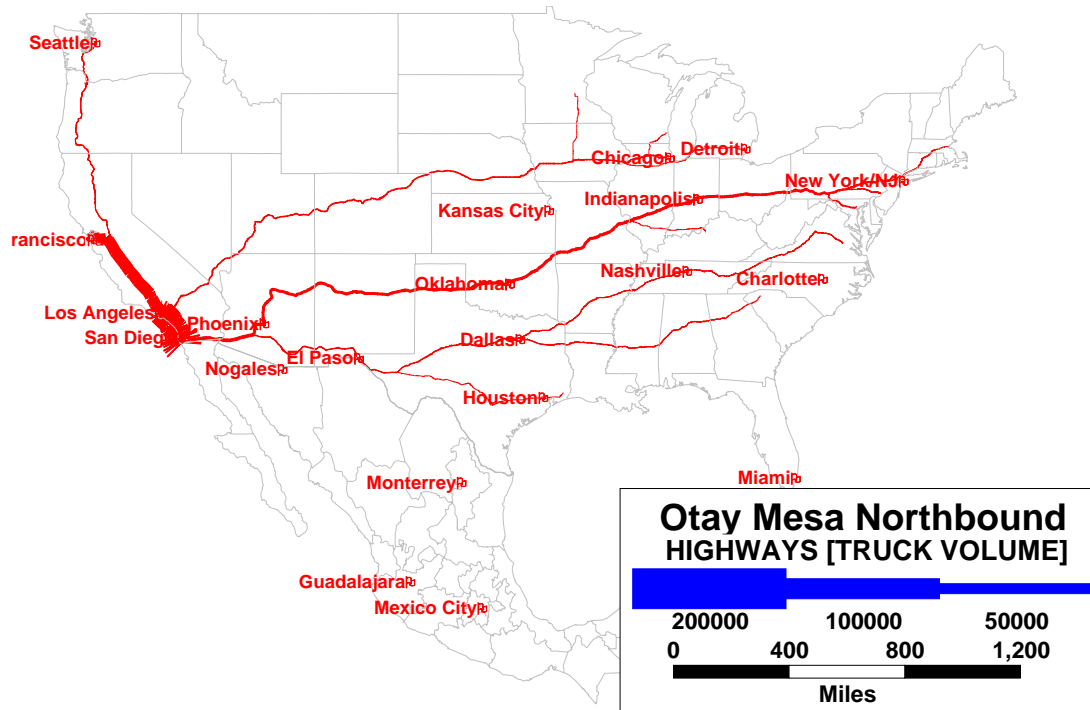 Seattle
Chicago
Detroit
New York/NJ
Indianapolis
Kansas City
rancisco
Nashville
Charlotte
Oklahoma
Los Angeles
Phoenix
San Dieg
Dallas
El Paso
Nogales
Houston
Miami
Monterrey
Guadalajara
Mexico City
Otay Mesa Northbound
HIGHWAYS [TRUCK VOLUME]
200000 100000 50000
0 400 800 1,200
Miles